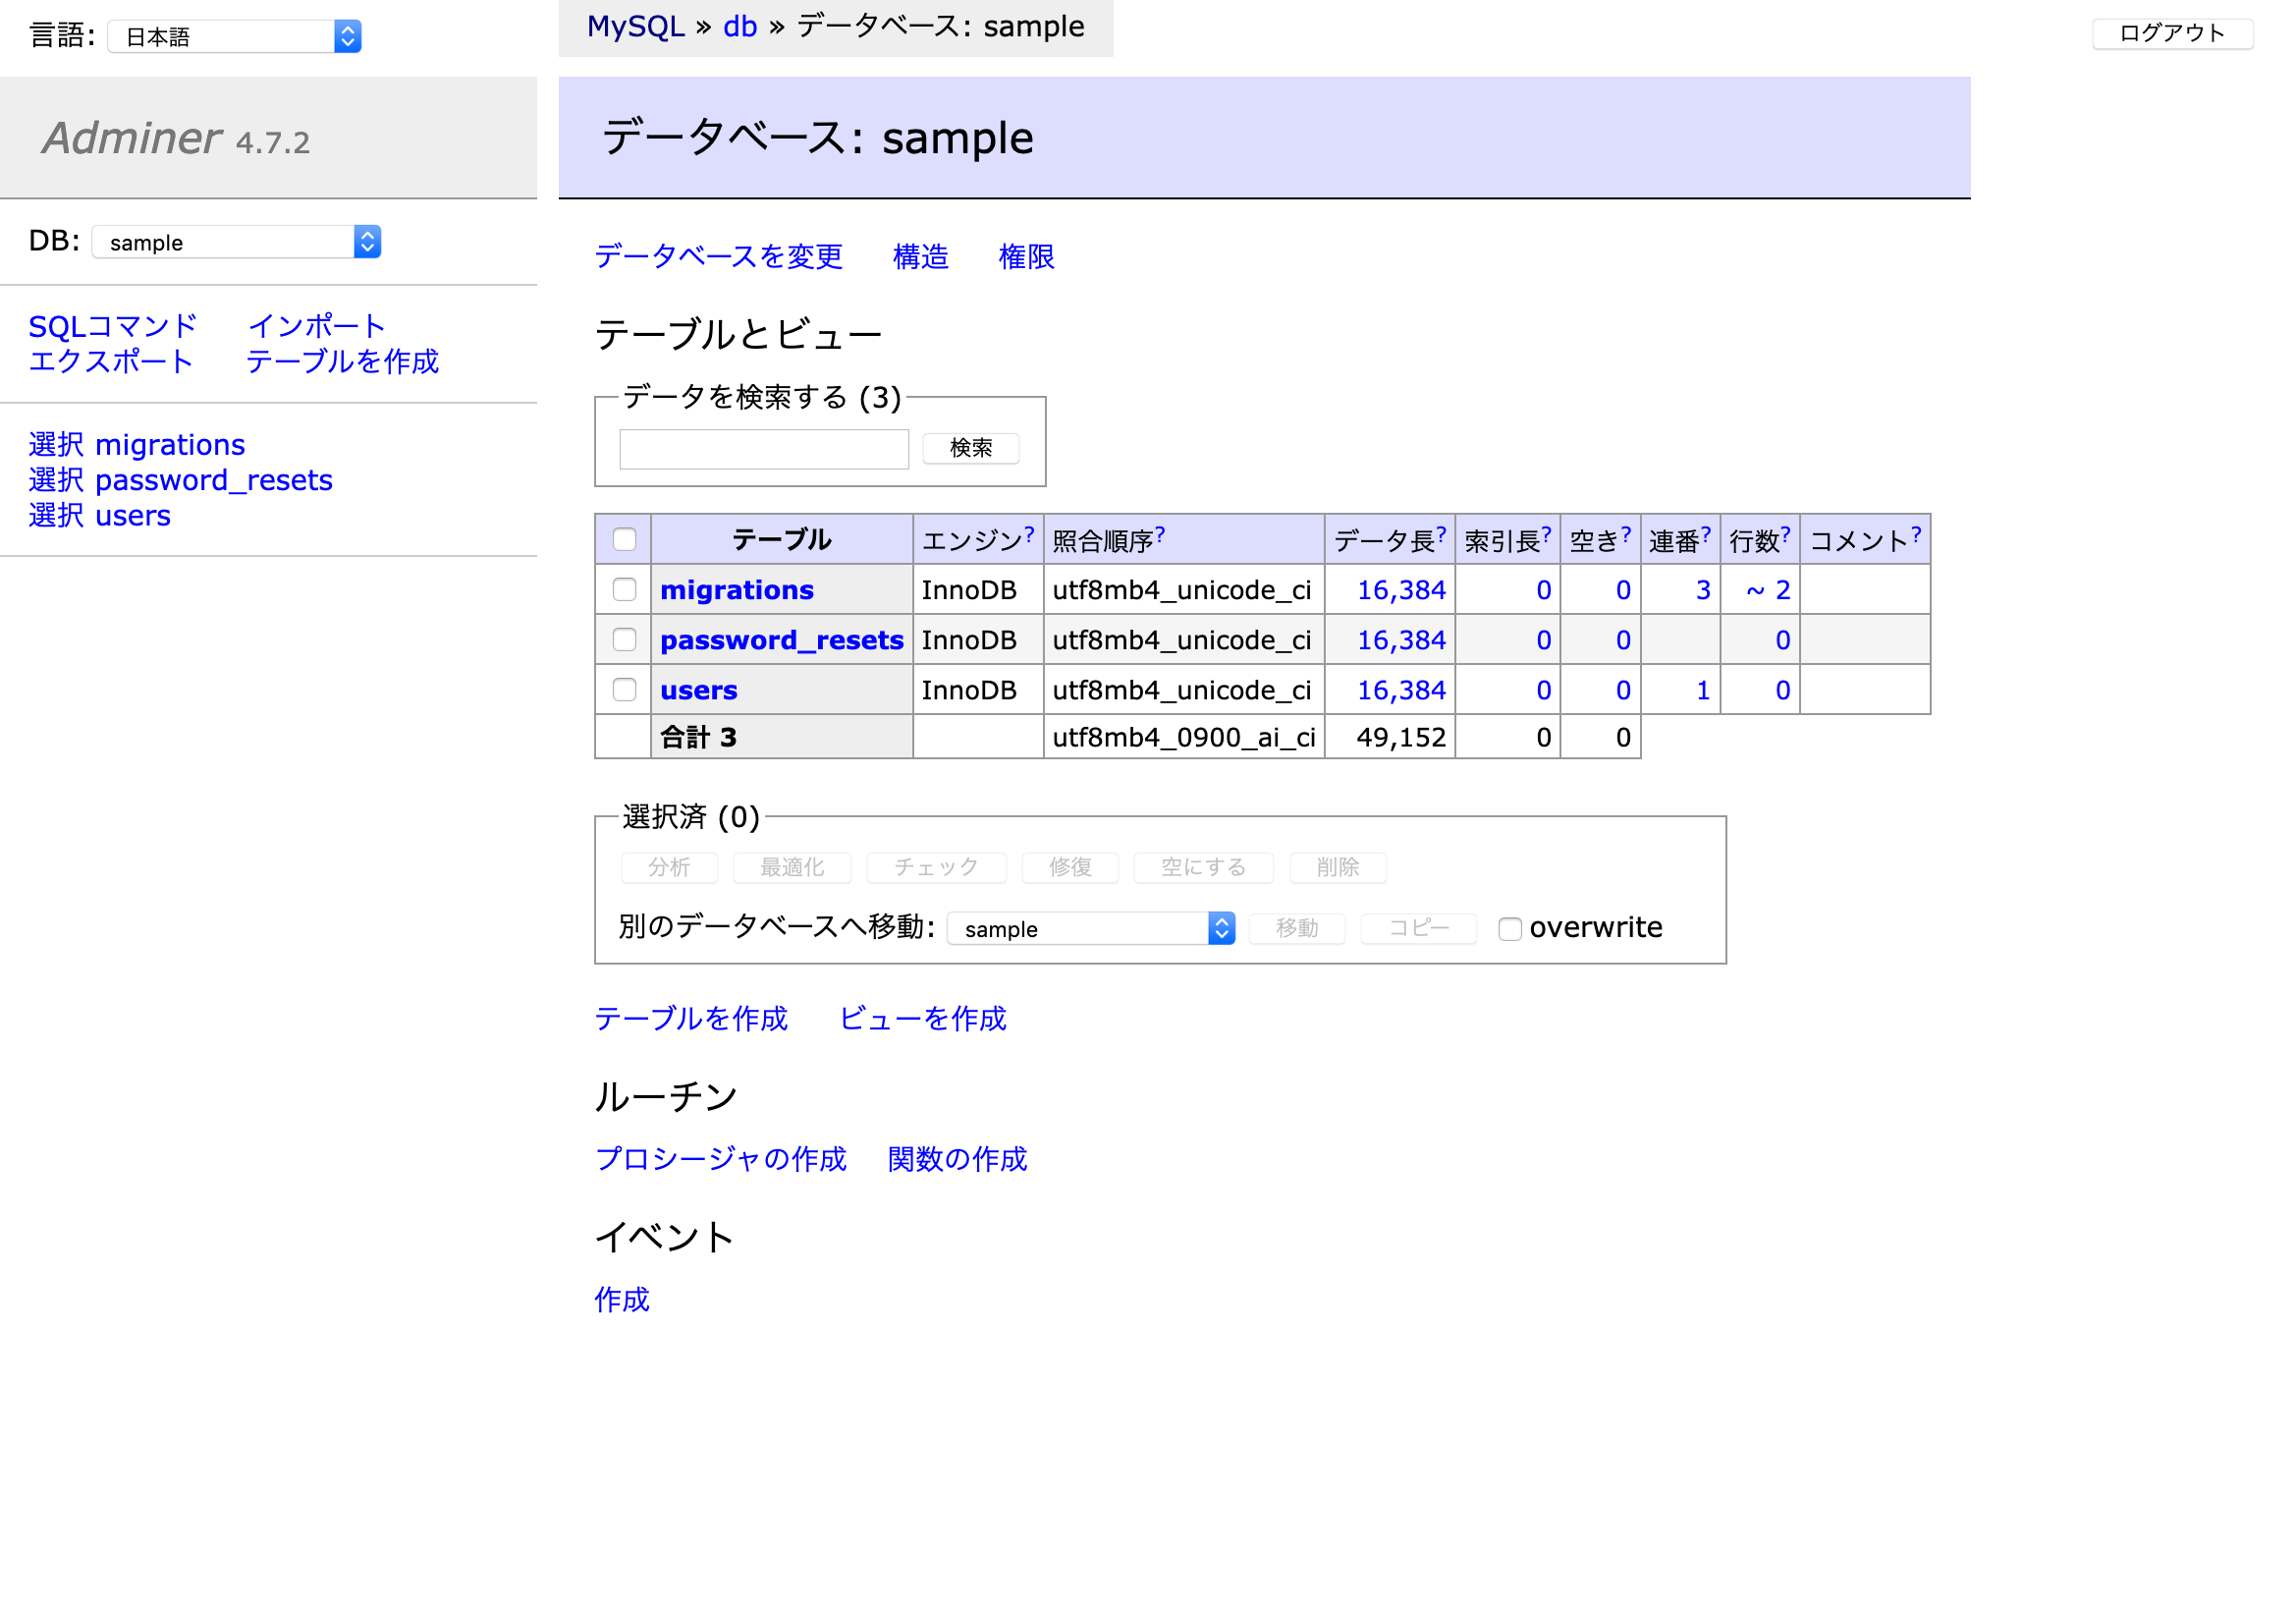 言語: 日本語
MySQL » db » データベース: sample
ログアウト
Adminer 4.7.2
データベース: sample
DB: sample
SQLコマンド インポート
エクスポート テーブルを作成
選択 migrations
選択 password_resets
選択 users
データベースを変更 構造 権限
テーブルとビュー
データを検索する (3)
検索
テーブル エンジン? 照合順序? データ長? 索引長? 空き? 連番? 行数? コメント?
migrations InnoDB utf8mb4_unicode_ci 16,384 0 0 3 ~ 2
password_resets InnoDB utf8mb4_unicode_ci 16,384 0 0 0
users InnoDB utf8mb4_unicode_ci 16,384 0 0 1 0
合計 3 utf8mb4_0900_ai_ci 49,152 0 0
選択済 (0)
分析 最適化 チェック 修復 空にする 削除
別のデータベースへ移動: sample 移動 コピー overwrite
テーブルを作成 ビューを作成
ルーチン
プロシージャの作成 関数の作成
イベント
作成